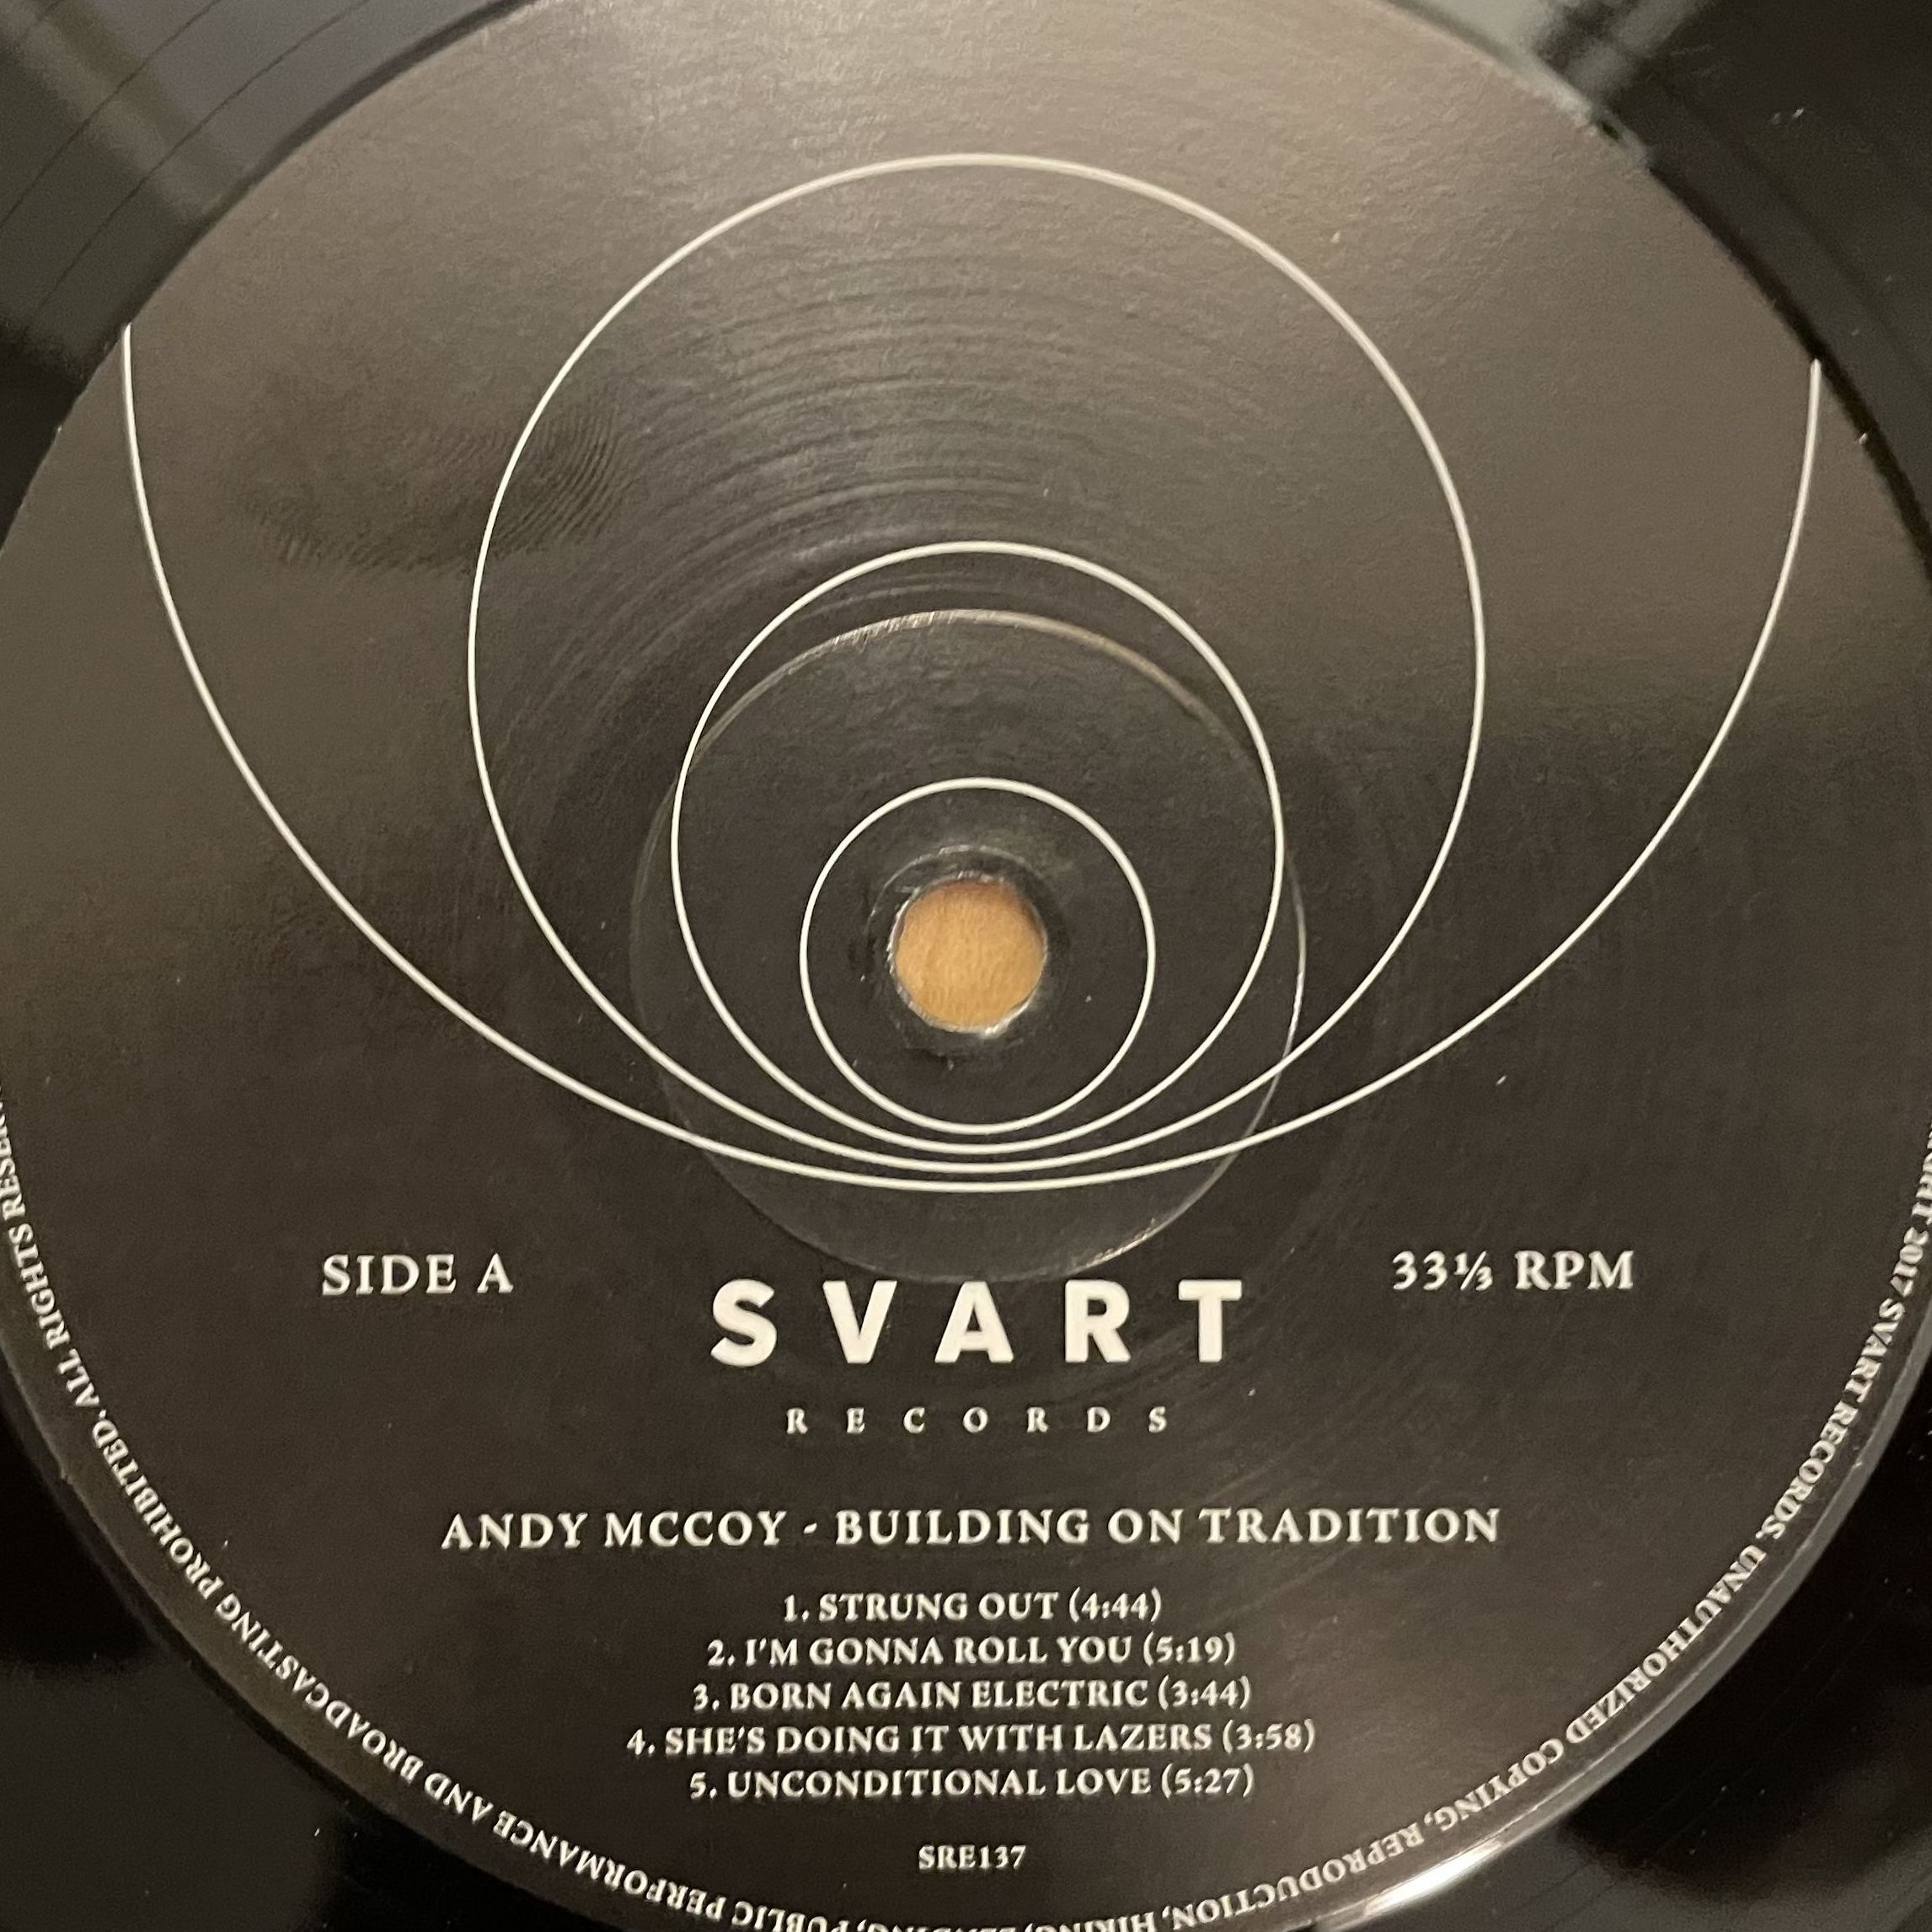 SIDE A
33⅓ RPM
SVART
RECORDS
ANDY MCCOY - BUILDING ON TRADITION
1. STRUNG OUT (4:44)
2. I'M GONNA ROLL YOU (5:19)
3. BORN AGAIN ELECTRIC (3:44)
4. SHE'S DOING IT WITH LAZERS (3:58)
5. UNCONDITIONAL LOVE (5:27)
SRE137
2017 SVART RECORDS. UNAUTHORIZED COPYING, REPRODUCTION, HIRING, PUBLIC PERFORMANCE AND BROADCASTING PROHIBITED. ALL RIGHTS